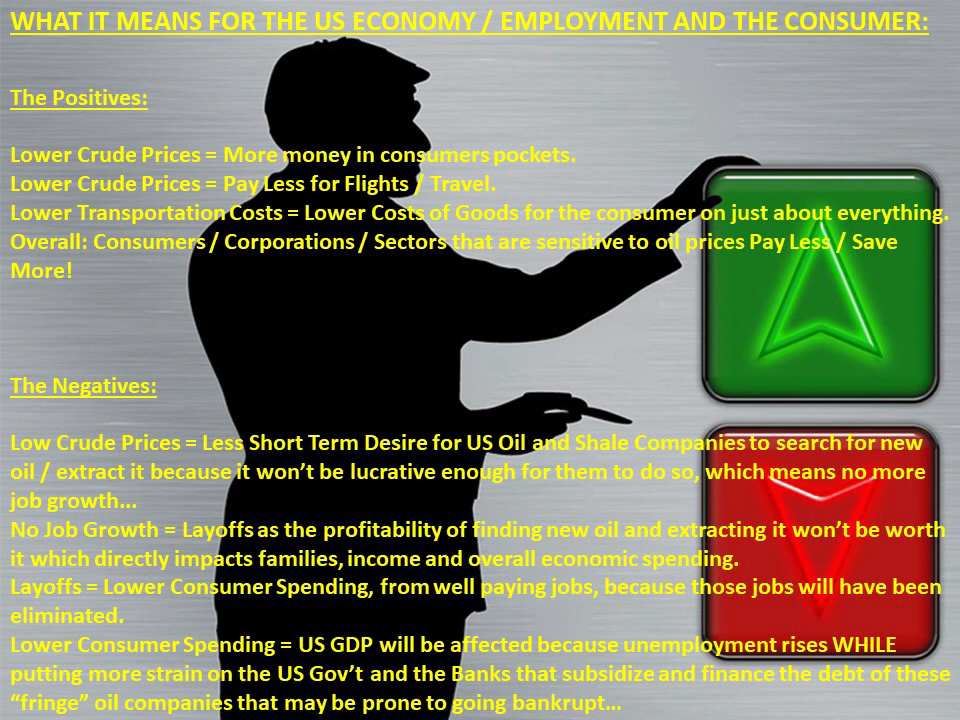 WHAT IT MEANS FOR THE US ECONOMY / EMPLOYMENT AND THE CONSUMER:
The Positives:
Lower Crude Prices = More money in consumers pockets.
Lower Crude Prices = Pay Less for Flights / Travel.
Lower Transportation Costs = Lower Costs of Goods for the consumer on just about everything.
Overall: Consumers / Corporations / Sectors that are sensitive to oil prices Pay Less / Save
More!
The Negatives:
Low Crude Prices = Less Short Term Desire for US Oil and Shale Companies to search for new
oil / extract it because it won’t be lucrative enough for them to do so, which means no more
job growth...
No Job Growth = Layoffs as the profitability of finding new oil and extracting it won’t be worth
it which directly impacts families, income and overall economic spending.
Layoffs = Lower Consumer Spending, from well paying jobs, because those jobs will have been
eliminated.
Lower Consumer Spending = US GDP will be affected because unemployment rises WHILE
putting more strain on the US Gov’t and the Banks that subsidize and finance the debt of these
“fringe” oil companies that may be prone to going bankrupt...